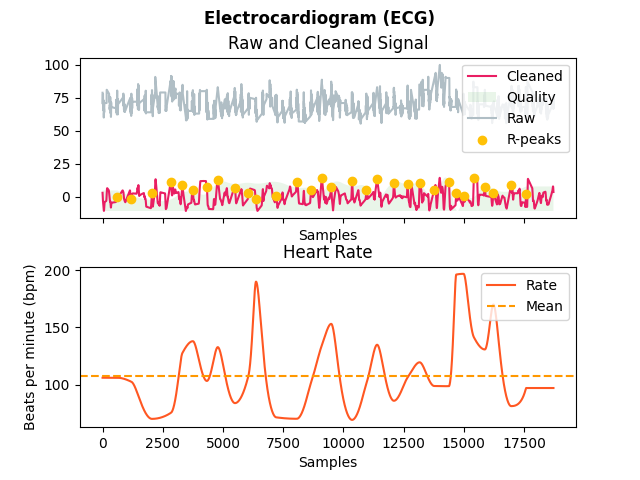 Electrocardiogram (ECG)
Raw and Cleaned Signal
100
75
50
25
0
Cleaned
Quality
Raw
R-peaks
Samples
Heart Rate
Beats per minute (bpm)
200
150
100
Rate
Mean
0 2500 5000 7500 10000 12500 15000 17500
Samples